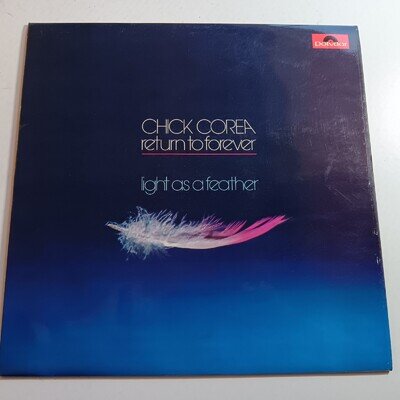 polydor
CHICK COREA
return to forever
light as a feather